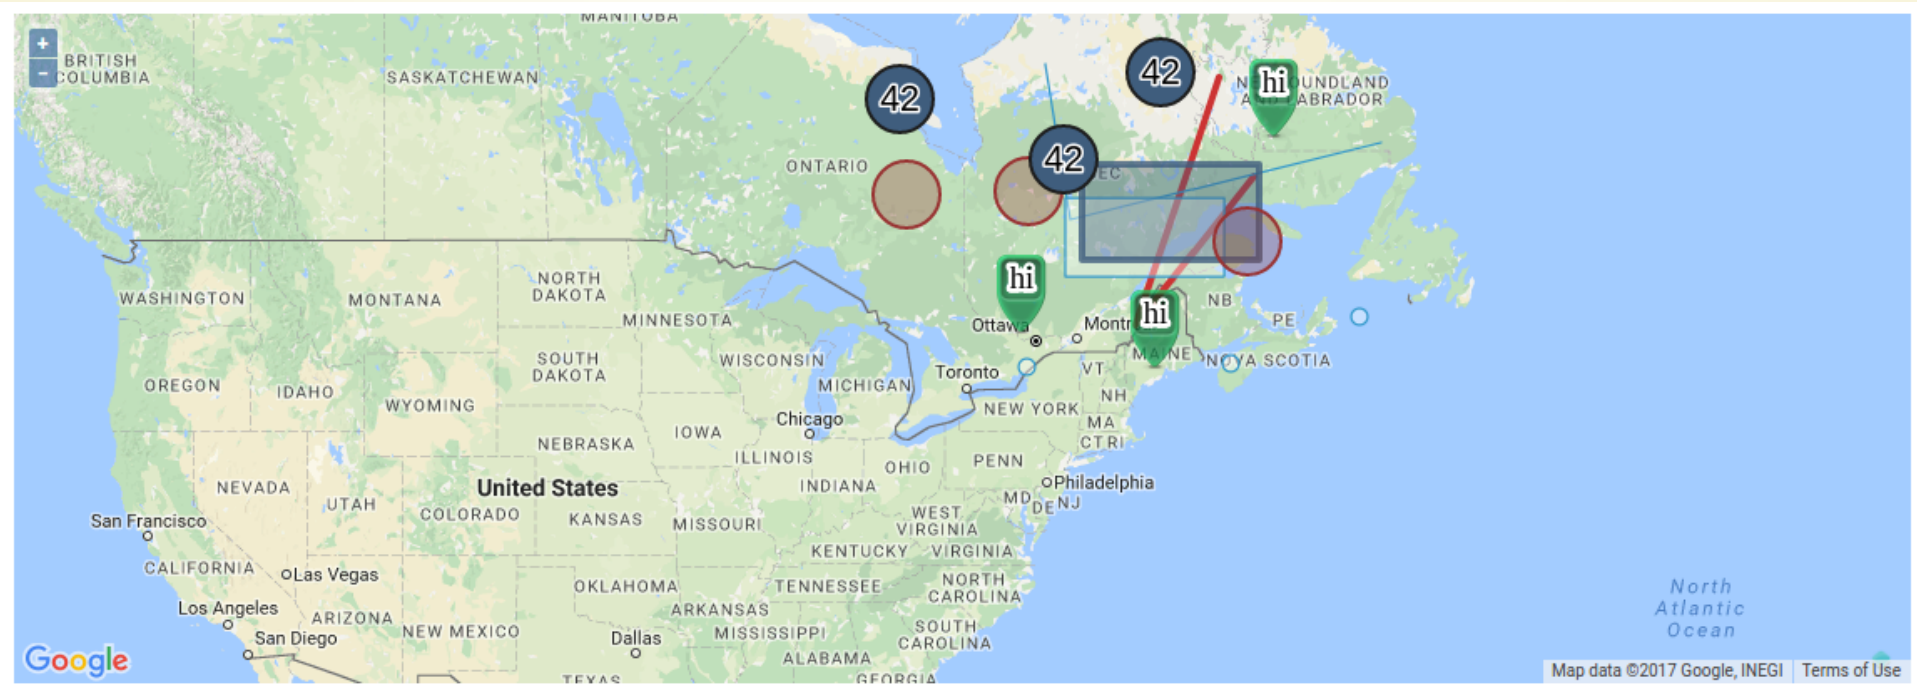 MANITOBA
+
-
BRITISH
COLUMBIA
SASKATCHEWAN
42
42
hi
ONTARIO
42
hi
Ottawa
hi
WASHINGTON
MONTANA
NORTH
DAKOTA
MINNESOTA
NB
PE
MAINE
NOVA SCOTIA
SOUTH
DAKOTA
WISCONSIN
MICHIGAN
Toronto
VT
OREGON
IDAHO
WYOMING
NH
NEW YORK
Chicago
MA
CT RI
NEBRASKA
IOWA
ILLINOIS
OHIO
PENN
NEVADA
United States
INDIANA
Philadelphia
UTAH
COLORADO
KANSAS
MISSOURI
MD
DE
NJ
WEST
VIRGINIA
San Francisco
KENTUCKY
VIRGINIA
CALIFORNIA
Las Vegas
OKLAHOMA
TENNESSEE
NORTH
CAROLINA
Los Angeles
ARIZONA
ARKANSAS
North
Atlantic
Ocean
San Diego
NEW MEXICO
Dallas
MISSISSIPPI
SOUTH
CAROLINA
ALABAMA
Google
TEXAS
GEORGIA
Map data ©2017 Google, INEGI
Terms of Use